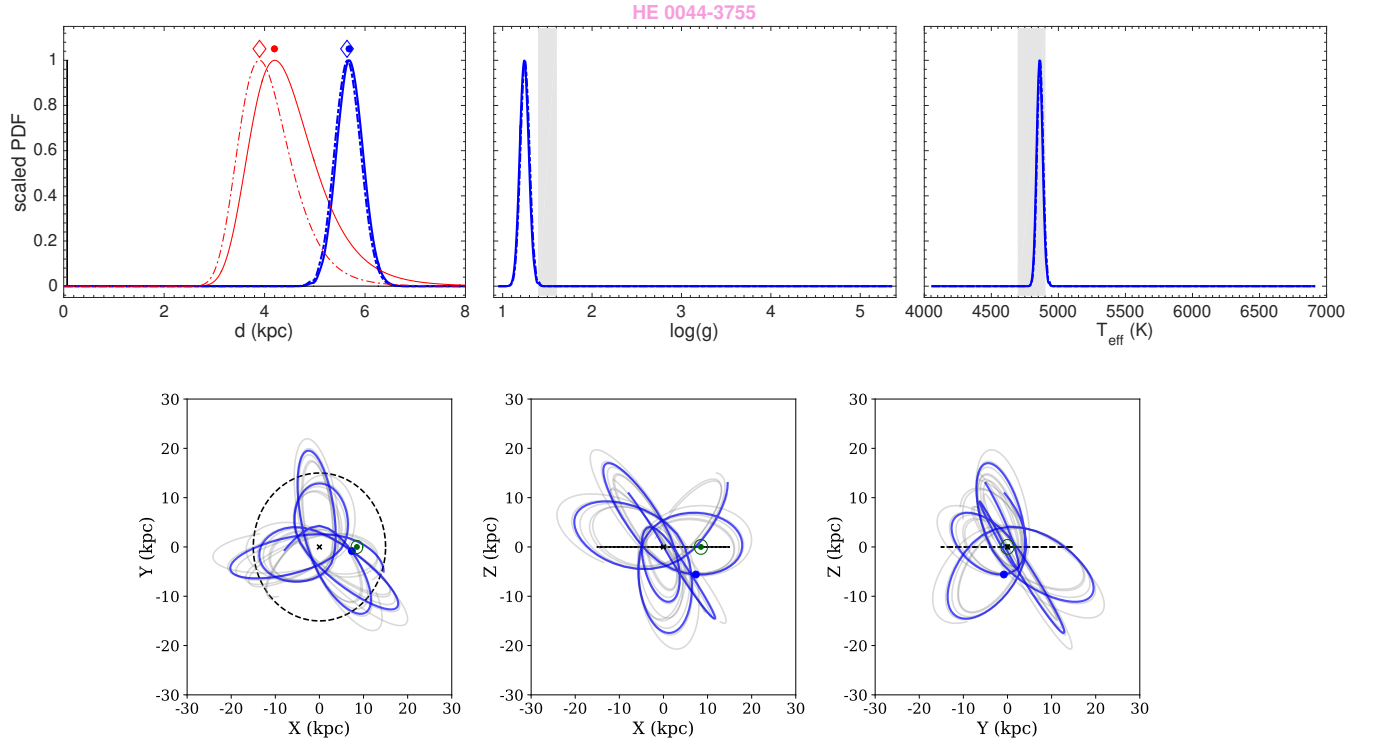 HE 0044-3755
scaled PDF
1
0.8
0.6
0.4
0.2
0
0 2 4 6 8
d (kpc)
1 2 3 4 5
log(g)
4000 4500 5000 5500 6000 6500 7000
T_eff (K)
Y (kpc)
30
20
10
0
-10
-20
-30
-30 -20 -10 0 10 20 30
X (kpc)
Z (kpc)
30
20
10
0
-10
-20
-30
-30 -20 -10 0 10 20 30
X (kpc)
Z (kpc)
30
20
10
0
-10
-20
-30
-30 -20 -10 0 10 20 30
Y (kpc)